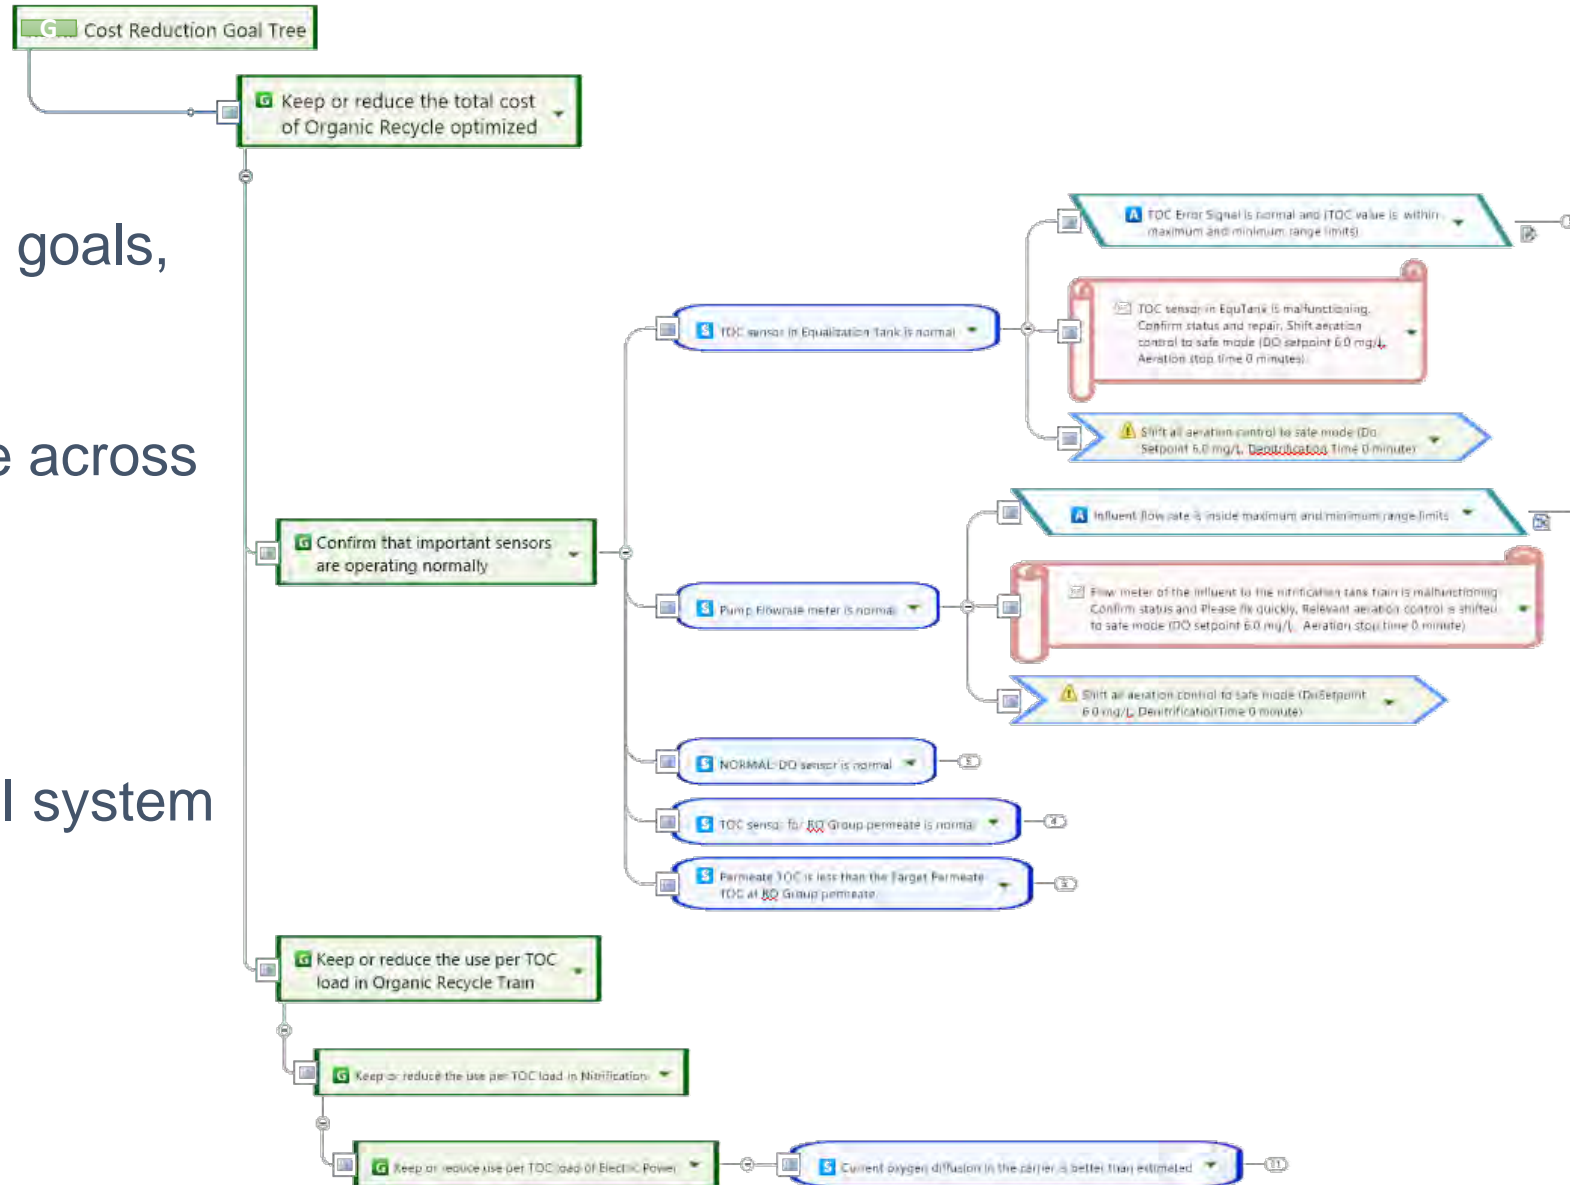 G Cost Reduction Goal Tree
G Keep or reduce the total cost
of Organic Recycle optimized
goals,
e across
l system
A TOC Error Signal is normal and (TOC value is within
maximum and minimum range limits)
S TOC sensor in Equalization Tank is normal
TOC sensor in EquTank is malfunctioning.
Confirm status and repair. Shift aeration
control to safe mode (DO setpoint 6.0 mg/L,
Aeration stop time 0 minutes)
Shift all aeration control to safe mode (Do
Setpoint 6.0 mg/L, Denitrification Time 0 minute)
G Confirm that important sensors
are operating normally
A Influent flow rate is inside maximum and minimum range limits
S Pump Flowrate meter is normal
Flow meter of the influent to the nitrification tank train is malfunctioning.
Confirm status and Please fix quickly. Relevant aeration control is shifted
to safe mode (DO setpoint 6.0 mg/L, Aeration stop time 0 minute)
Shift all aeration control to safe mode (DoSetpoint
6.0 mg/L, DenitrificationTime 0 minute)
S NORMAL-DO sensor is normal
S TOC sensor for RO Group permeate is normal
4
S Permeate TOC is less than the Target Permeate
TOC at RO Group permeate.
G Keep or reduce the use per TOC
load in Organic Recycle Train
G Keep or reduce the use per TOC load in Nitrification
G Keep or reduce use per TOC load of Electric Power
S Current oxygen diffusion in the carrier is better than estimated
11